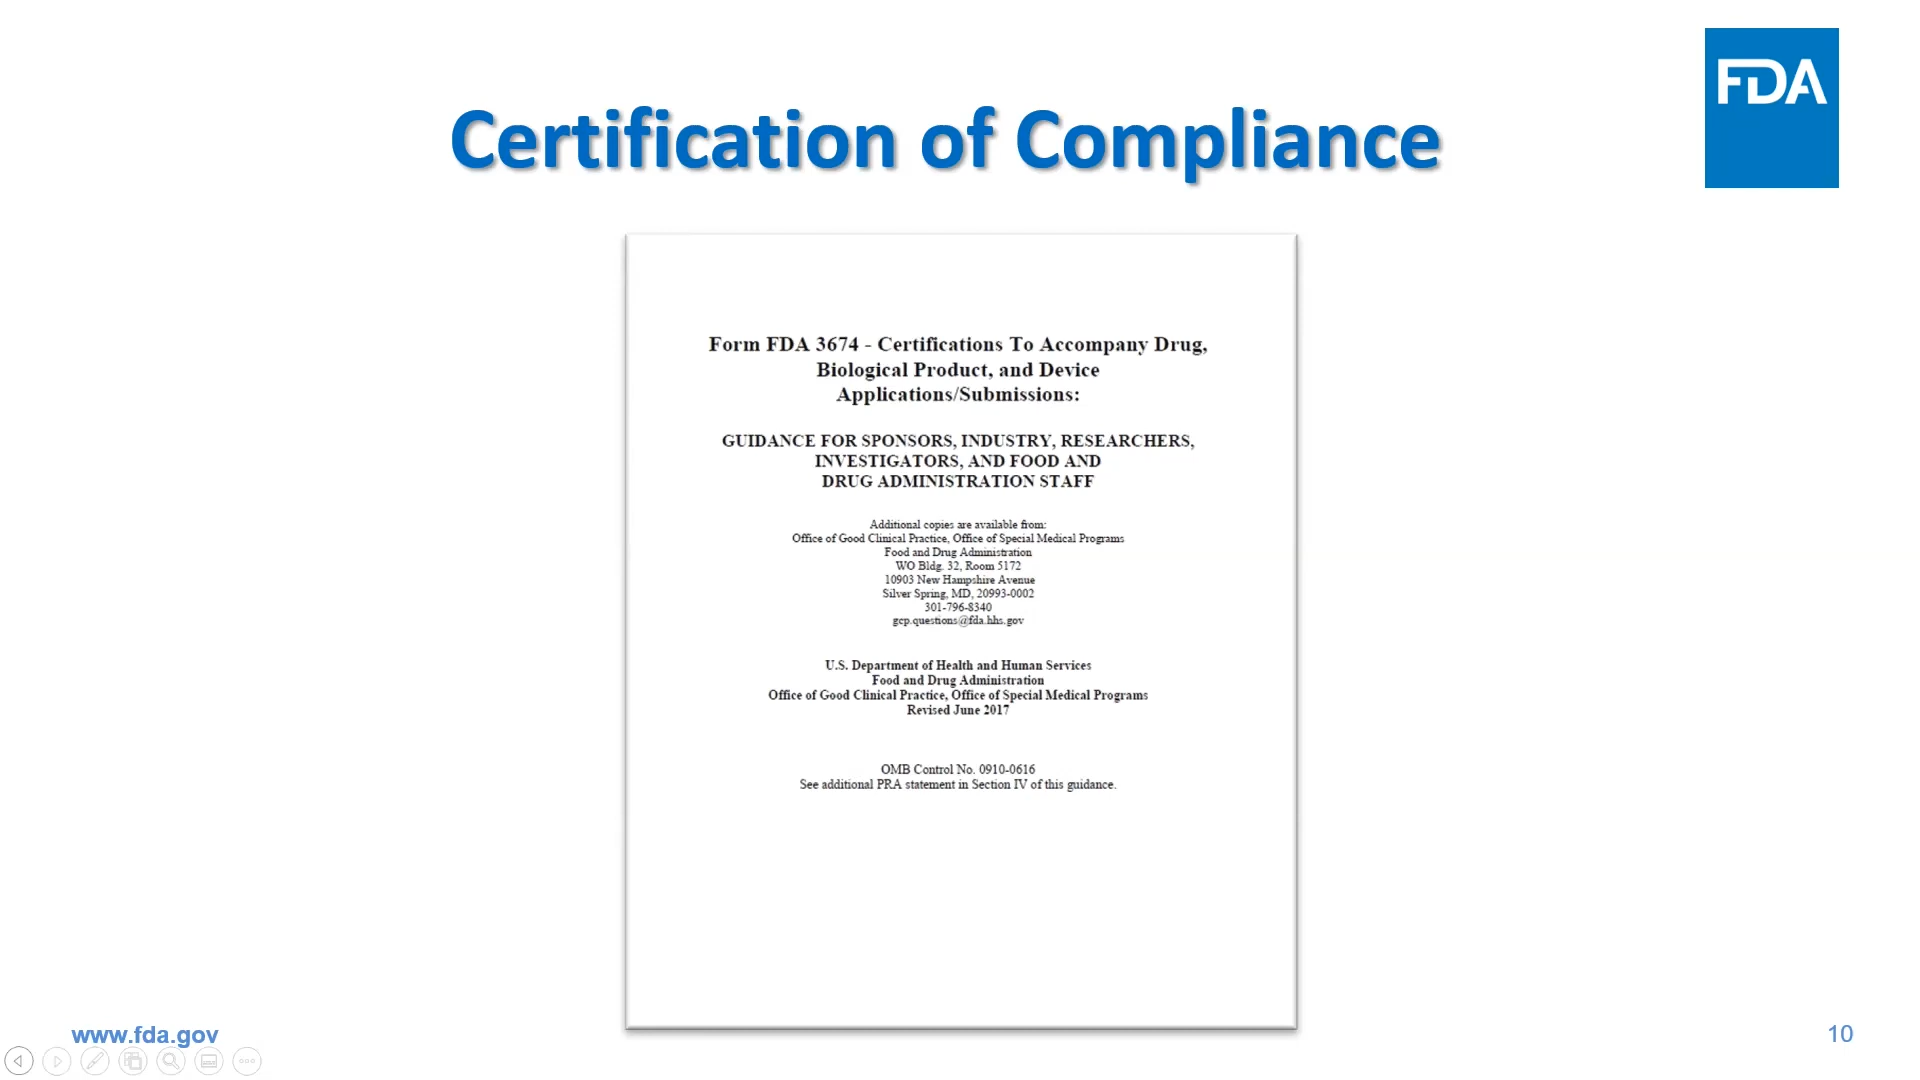 FDA
Certification of Compliance
Form FDA 3674 - Certifications To Accompany Drug,
Biological Product, and Device
Applications/Submissions:
GUIDANCE FOR SPONSORS, INDUSTRY, RESEARCHERS,
INVESTIGATORS, AND FOOD AND
DRUG ADMINISTRATION STAFF
Additional copies are available from:
Office of Good Clinical Practice, Office of Special Medical Programs
Food and Drug Administration
WO Bldg. 32, Room 5172
10903 New Hampshire Avenue
Silver Spring, MD, 20993-0002
301-796-8340
gcp.questions@fda.hhs.gov
U.S. Department of Health and Human Services
Food and Drug Administration
Office of Good Clinical Practice, Office of Special Medical Programs
Revised June 2017
OMB Control No. 0910-0616
See additional PRA statement in Section IV of this guidance.
www.fda.gov
10